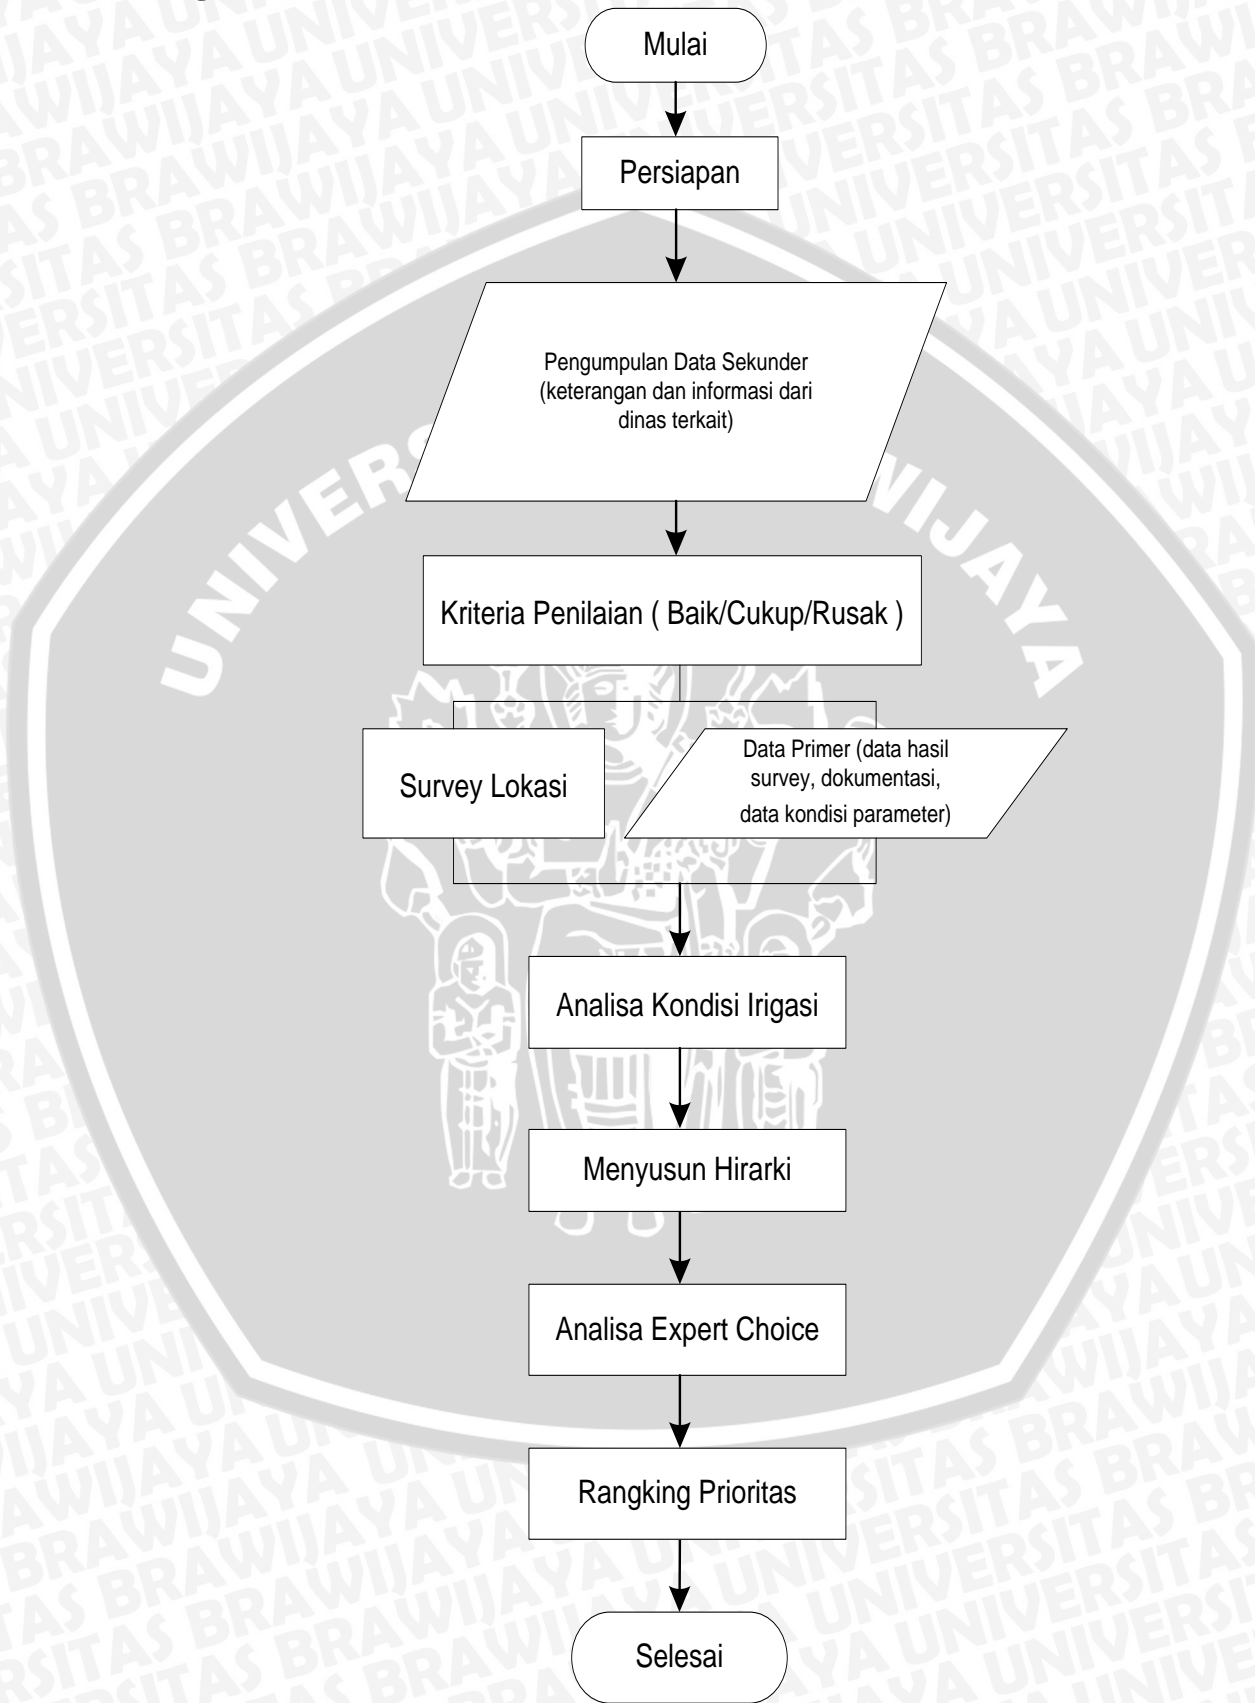 Mulai
Persiapan
Pengumpulan Data Sekunder
(keterangan dan informasi dari
dinas terkait)
Kriteria Penilaian ( Baik/Cukup/Rusak )
Survey Lokasi
Data Primer (data hasil
survey, dokumentasi,
data kondisi parameter)
Analisa Kondisi Irigasi
Menyusun Hirarki
Analisa Expert Choice
Rangking Prioritas
Selesai